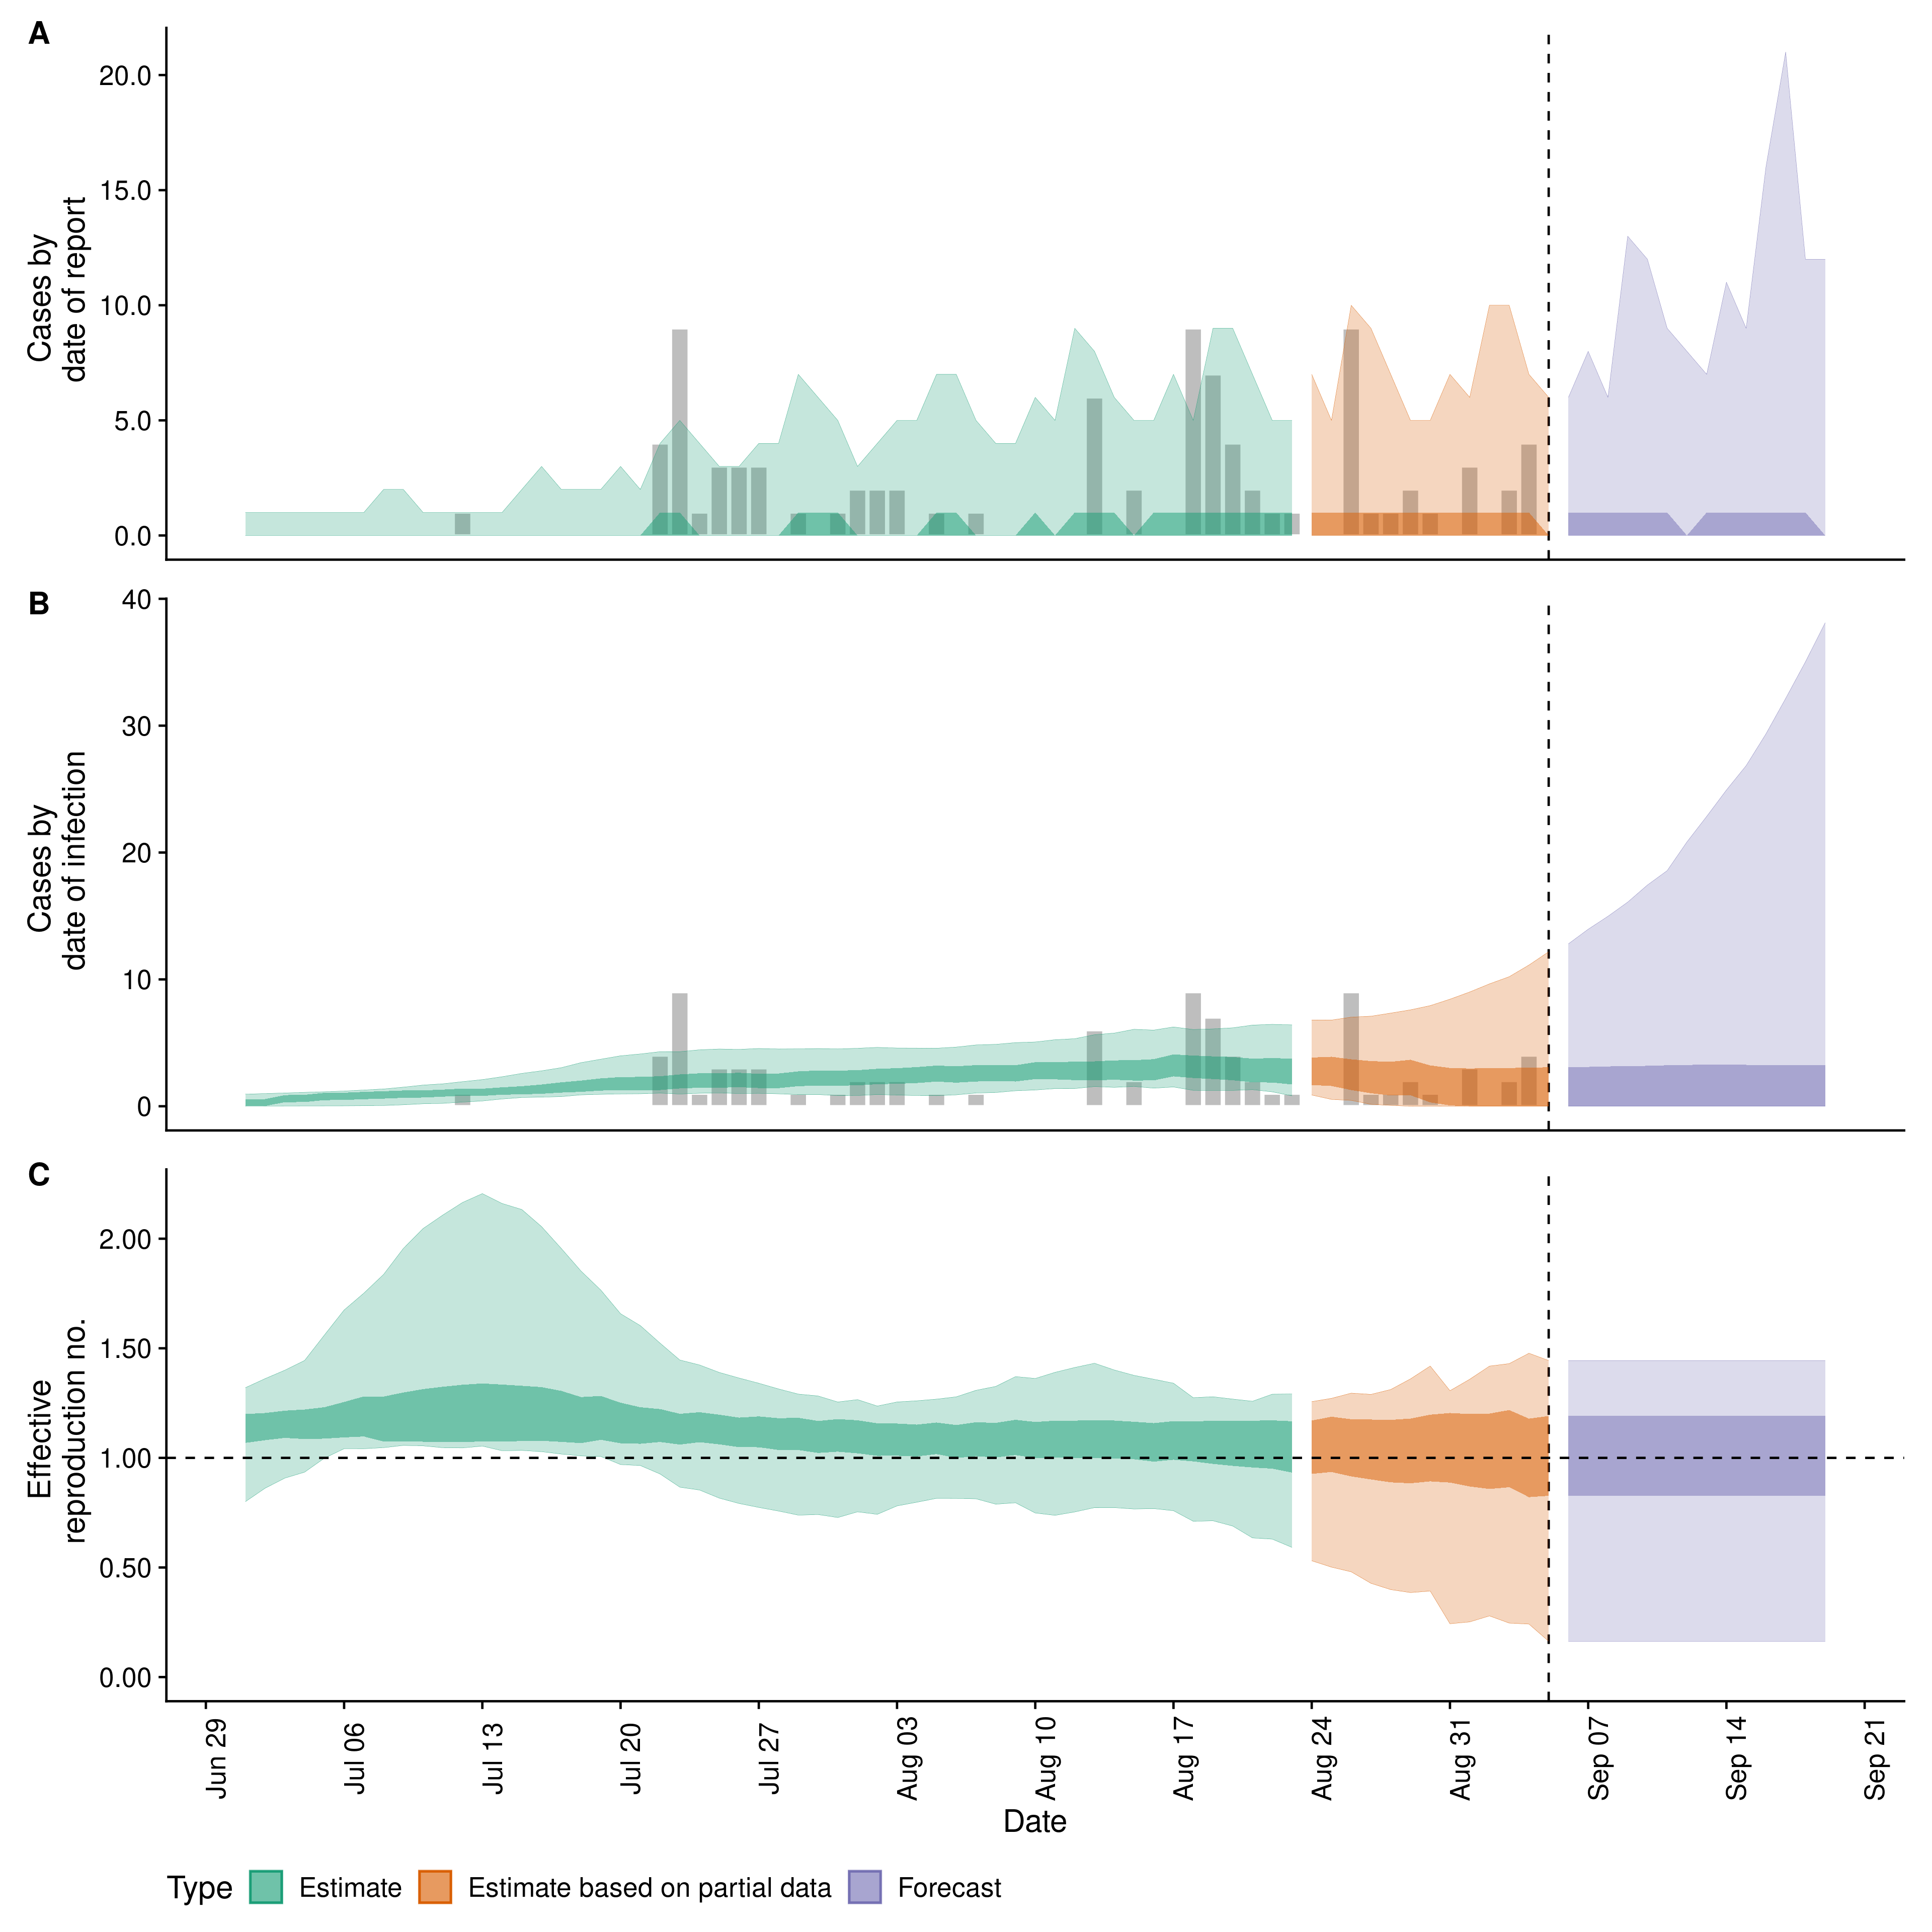 A
20.0
15.0
10.0
5.0
0.0
Cases by
date of report
B
40
30
20
10
0
Cases by
date of infection
C
2.00
1.50
1.00
0.50
0.00
Effective
reproduction no.
Jun 29
Jul 06
Jul 13
Jul 20
Jul 27
Aug 03
Aug 10
Aug 17
Aug 24
Aug 31
Sep 07
Sep 14
Sep 21
Date
Type Estimate Estimate based on partial data Forecast